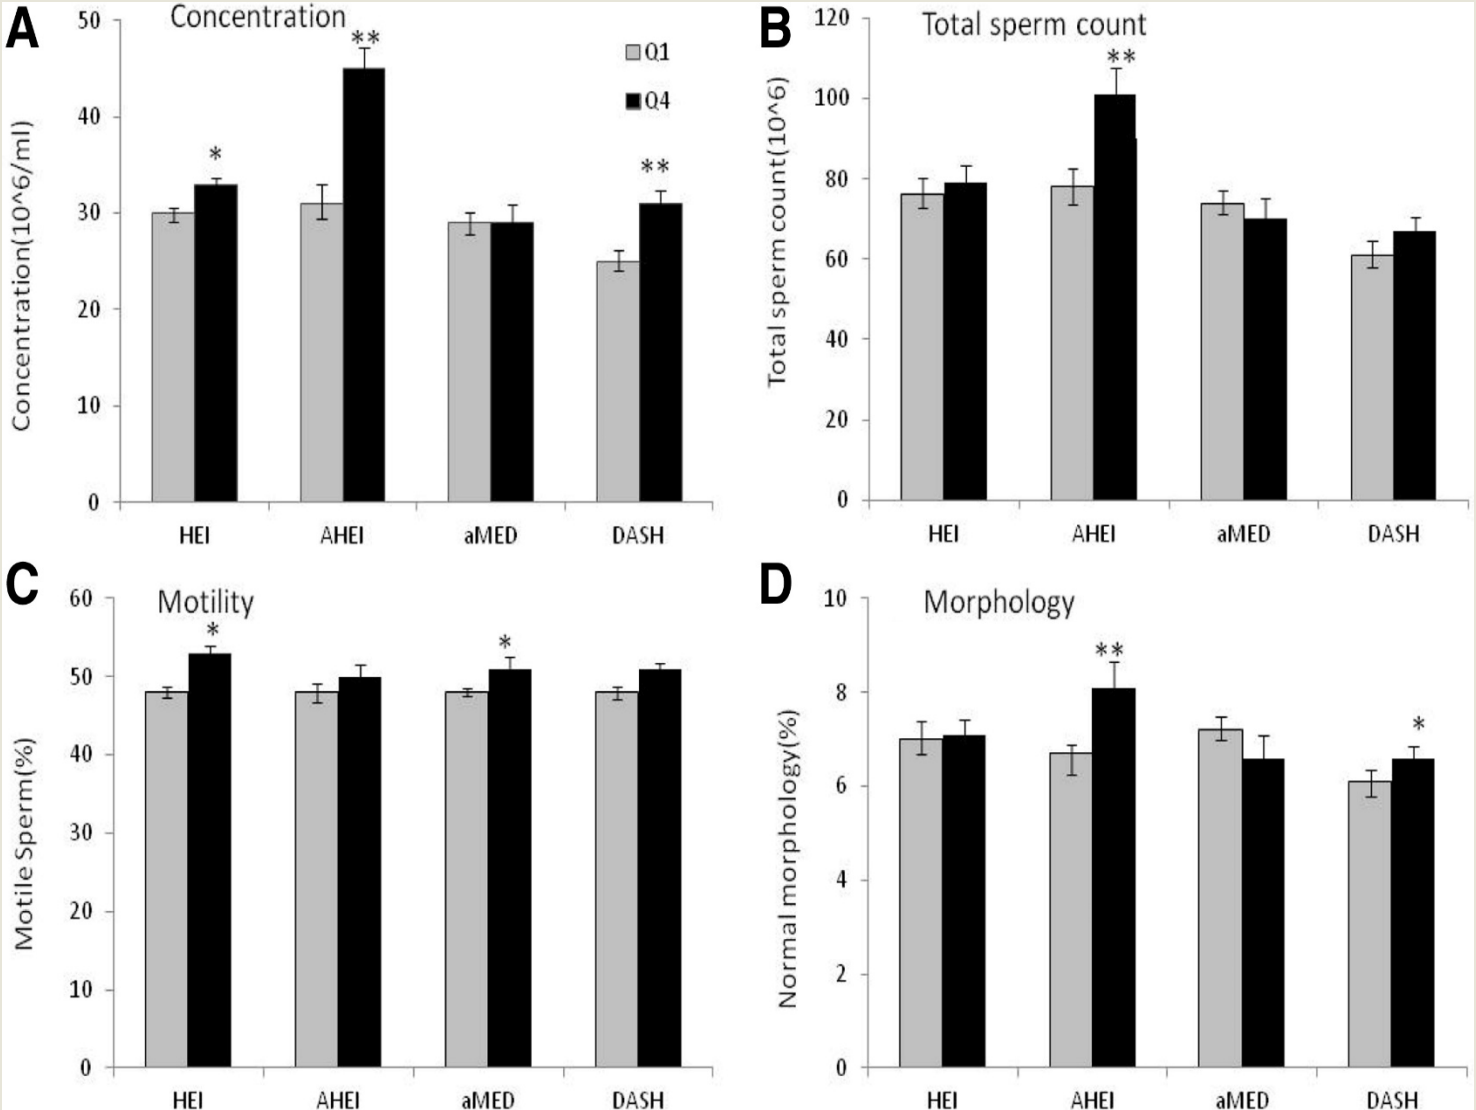 A
Concentration
**
*
**
Q1
Q4
Concentration(10^6/ml)
50
40
30
20
10
0
HEI
AHEI
aMED
DASH
B
Total sperm count
**
Total sperm count(10^6)
120
100
80
60
40
20
0
HEI
AHEI
aMED
DASH
C
Motility
*
*
Motile Sperm(%)
60
50
40
30
20
10
0
HEI
AHEI
aMED
DASH
D
Morphology
**
*
Normal morphology(%)
10
8
6
4
2
0
HEI
AHEI
aMED
DASH